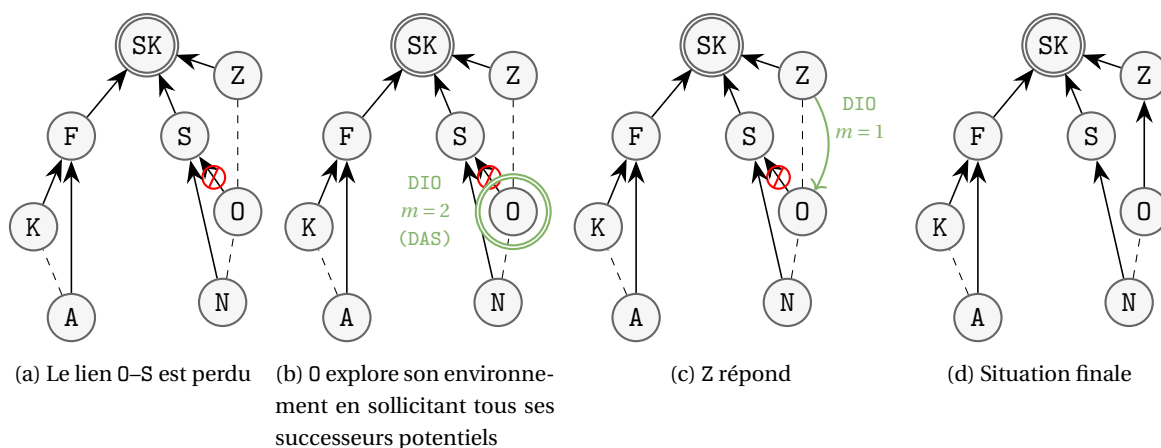 SK
Z
F
S
K
O
A
N
(a) Le lien O–S est perdu
SK
Z
F
S
DIO
m = 2
(DAS)
K
O
A
N
(b) O explore son environne-
ment en sollicitant tous ses
successeurs potentiels
SK
Z
DIO
m = 1
F
S
K
O
A
N
(c) Z répond
SK
Z
F
S
K
O
A
N
(d) Situation finale